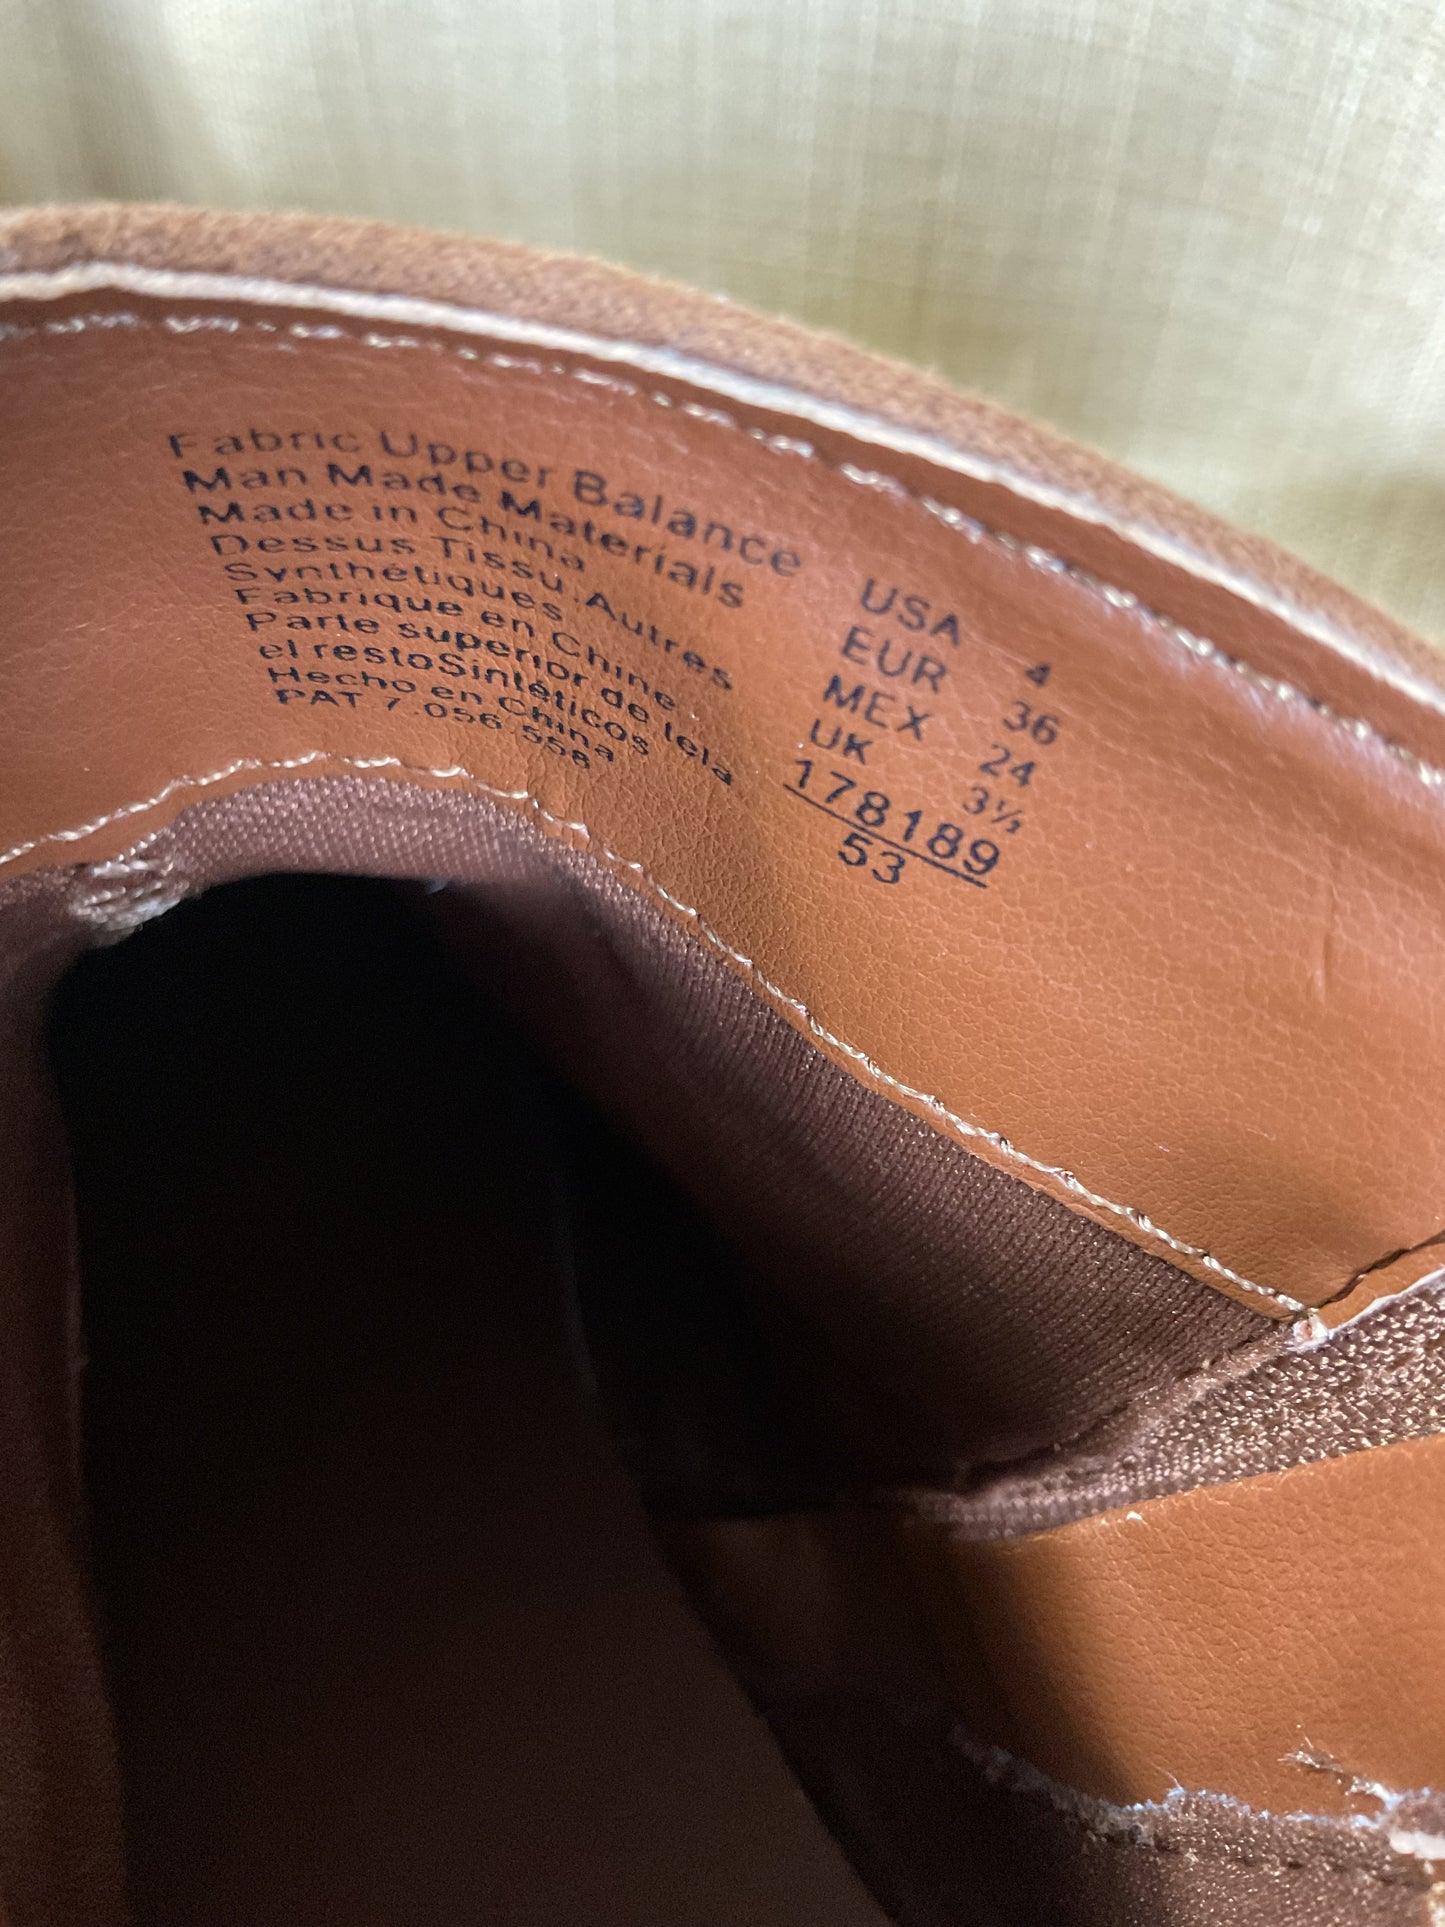 Fabric Upper Balance
Man Made Materials
Made in China
Dessus Tissu,Autres
Synthétiques
Fabrique en Chine
Parte superior de lela
el restoSintéticos
Hecho en China
PAT 7.056.558
USA 4
EUR 36
MEX 24
UK 3½
178189
53